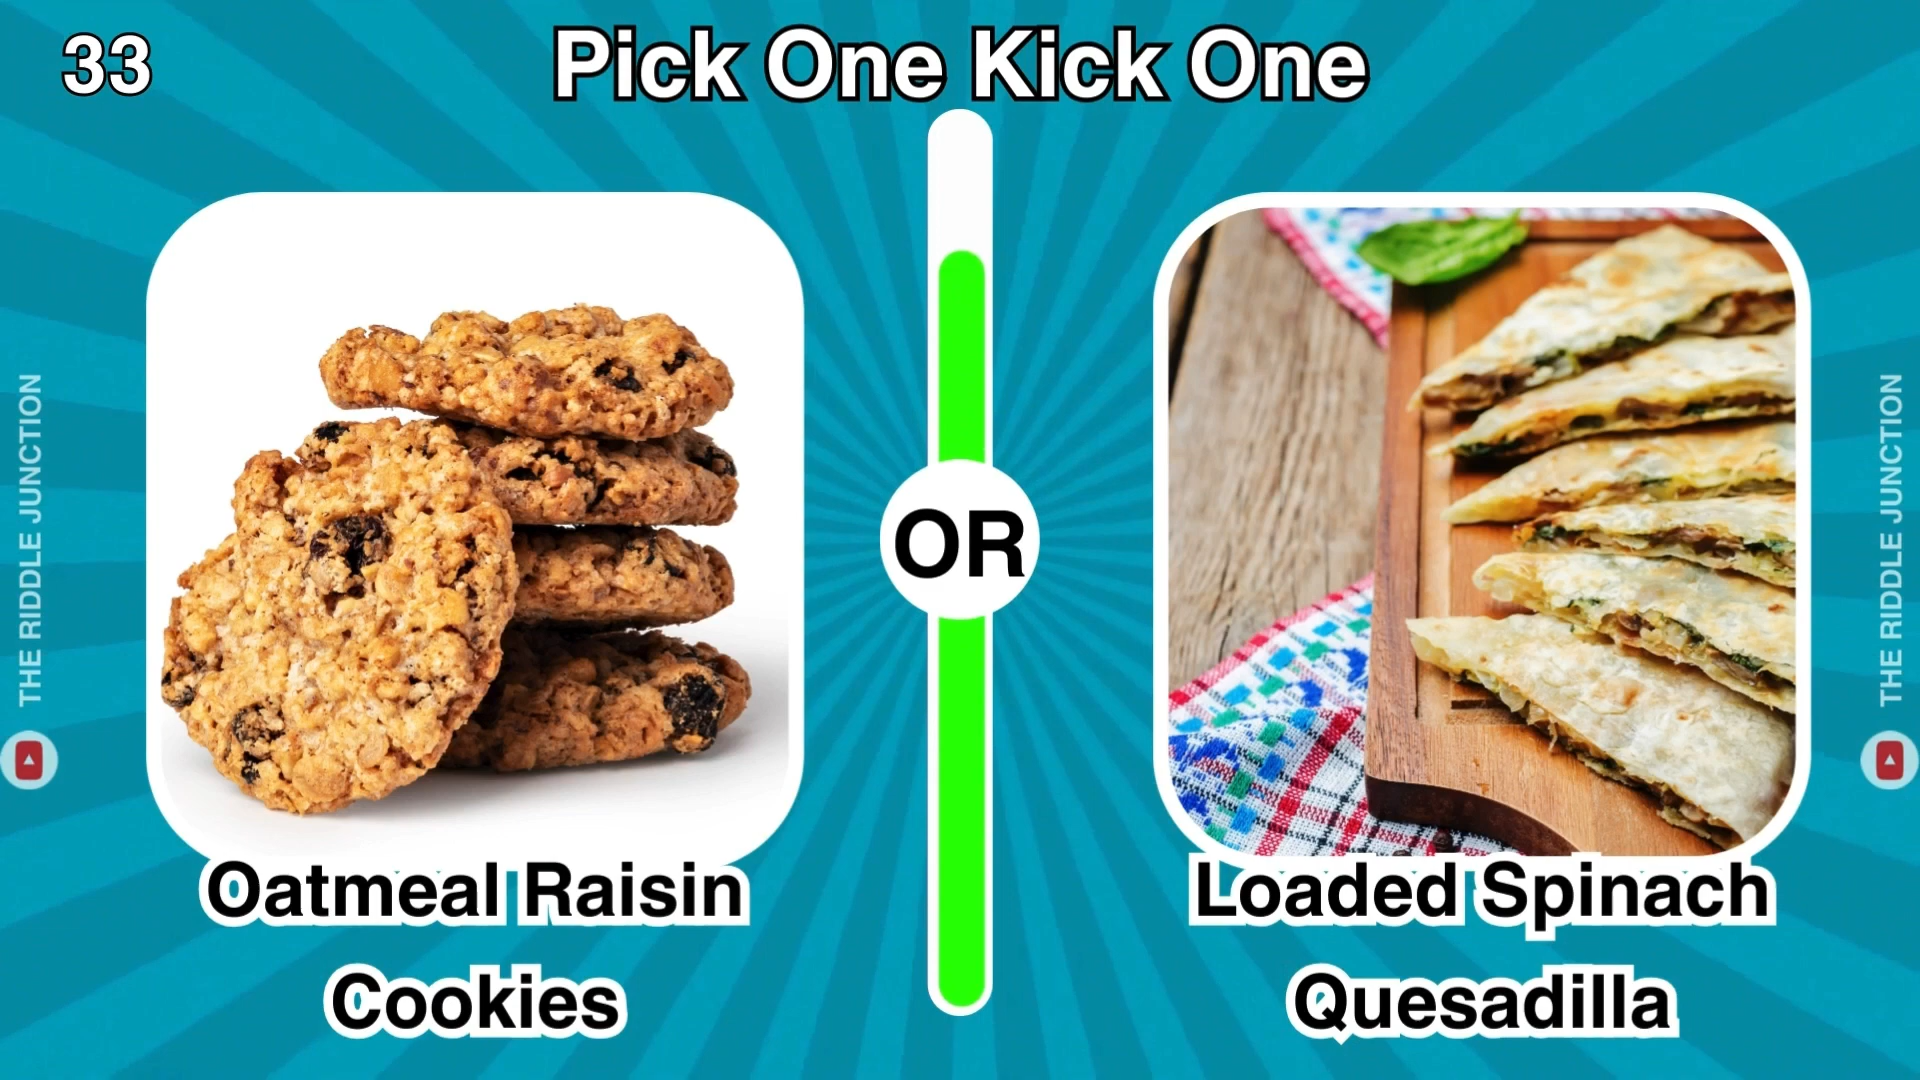 33
Pick One Kick One
THE RIDDLE JUNCTION
OR
THE RIDDLE JUNCTION
Oatmeal Raisin
Cookies
Loaded Spinach
Quesadilla